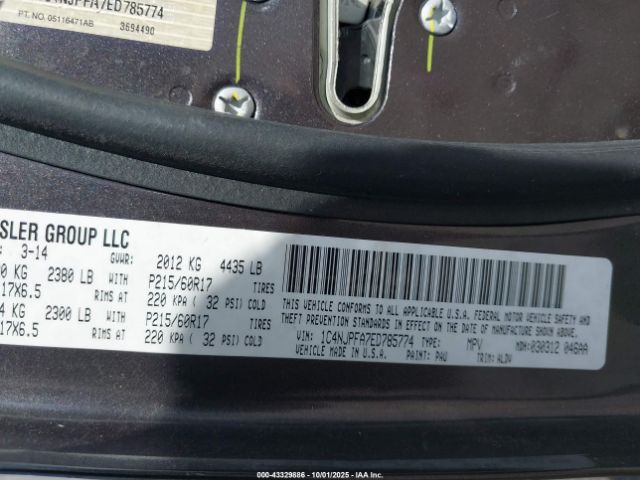 4NJPFA7ED785774
PT. NO. 05116471AB 3694490
SLER GROUP LLC
3-14 GVWR: 2012 KG 4435 LB
0 KG 2380 LB WITH P215/60R17 TIRES
17X6.5 RIMS AT 220 KPA ( 32 PSI) COLD
4 KG 2300 LB WITH P215/60R17 TIRES
17X6.5 RIMS AT 220 KPA ( 32 PSI) COLD
THIS VEHICLE CONFORMS TO ALL APPLICABLE U.S.A. FEDERAL MOTOR VEHICLE SAFETY AND
THEFT PREVENTION STANDARDS IN EFFECT ON THE DATE OF MANUFACTURE SHOWN ABOVE.
VIN: 1C4NJPFA7ED785774 TYPE: MPV MDH:030312 046AA
VEHICLE MADE IN U.S.A. PAINT: PAU TRIM: ALDV
000-43329886 - 10/01/2025 - IAAI.COM